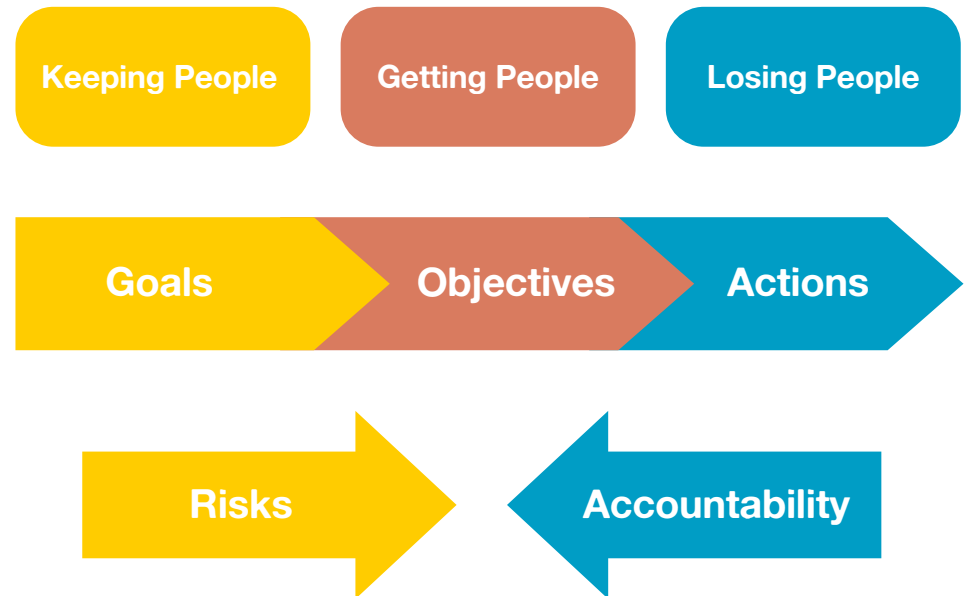 Keeping People
Getting People
Losing People
Goals
Objectives
Actions
Risks
Accountability